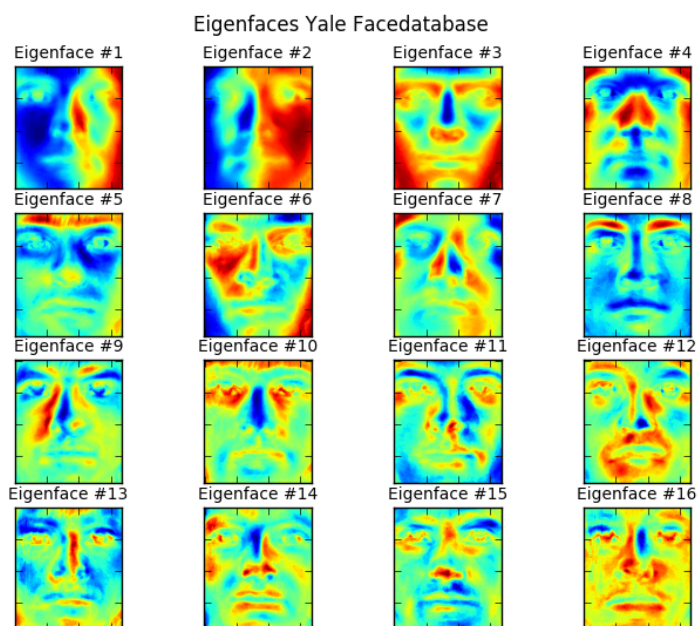 Eigenfaces Yale Facedatabase
Eigenface #1
Eigenface #2
Eigenface #3
Eigenface #4
Eigenface #5
Eigenface #6
Eigenface #7
Eigenface #8
Eigenface #9
Eigenface #10
Eigenface #11
Eigenface #12
Eigenface #13
Eigenface #14
Eigenface #15
Eigenface #16